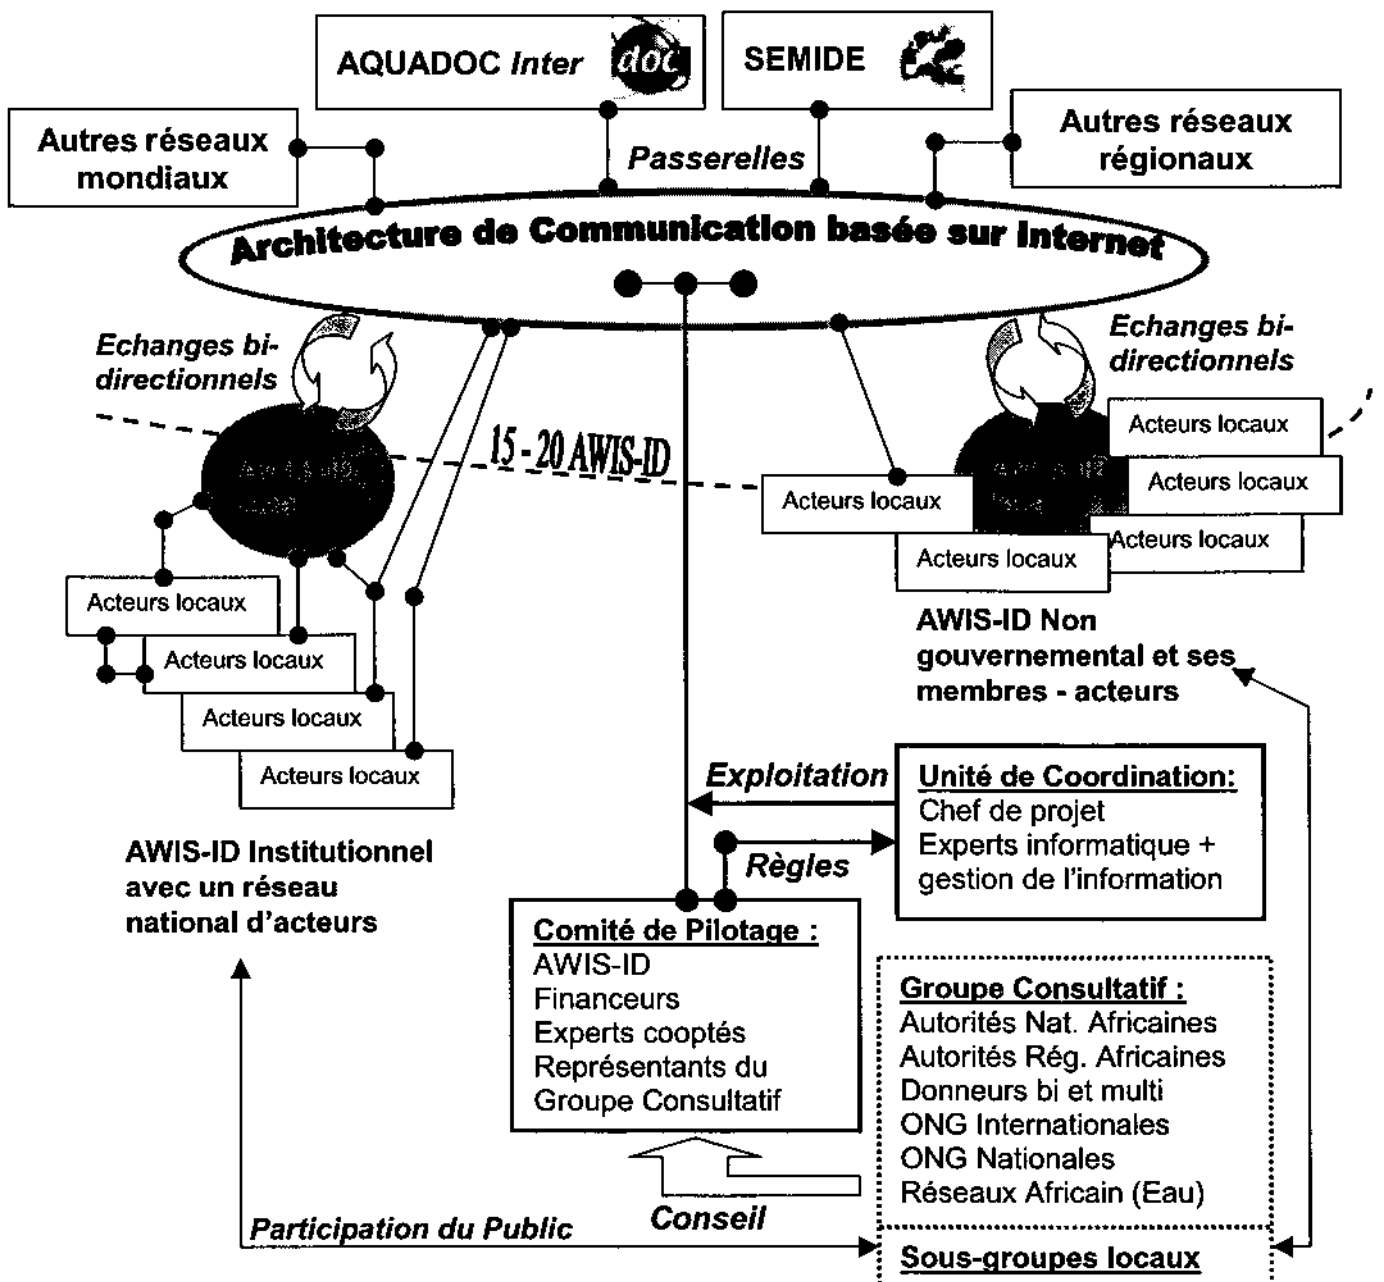 AQUADOC Inter
doc
SEMIDE
Autres réseaux
mondiaux
Autres réseaux
régionaux
Passerelles
Architecture de Communication basée sur Internet
Echanges bi-
directionnels
Echanges bi-
directionnels
15 - 20 AWIS-ID
Acteurs locaux
Acteurs locaux
Acteurs locaux
Acteurs locaux
Acteurs locaux
Acteurs locaux
Acteurs locaux
Acteurs locaux
Acteurs locaux
AWIS-ID Non
gouvernemental et ses
membres - acteurs
AWIS-ID Institutionnel
avec un réseau
national d'acteurs
Exploitation
Règles
Unité de Coordination:
Chef de projet
Experts informatique +
gestion de l'information
Comité de Pilotage :
AWIS-ID
Financeurs
Experts cooptés
Représentants du
Groupe Consultatif
Groupe Consultatif :
Autorités Nat. Africaines
Autorités Rég. Africaines
Donneurs bi et multi
ONG Internationales
ONG Nationales
Réseaux Africain (Eau)
Conseil
Participation du Public
Sous-groupes locaux